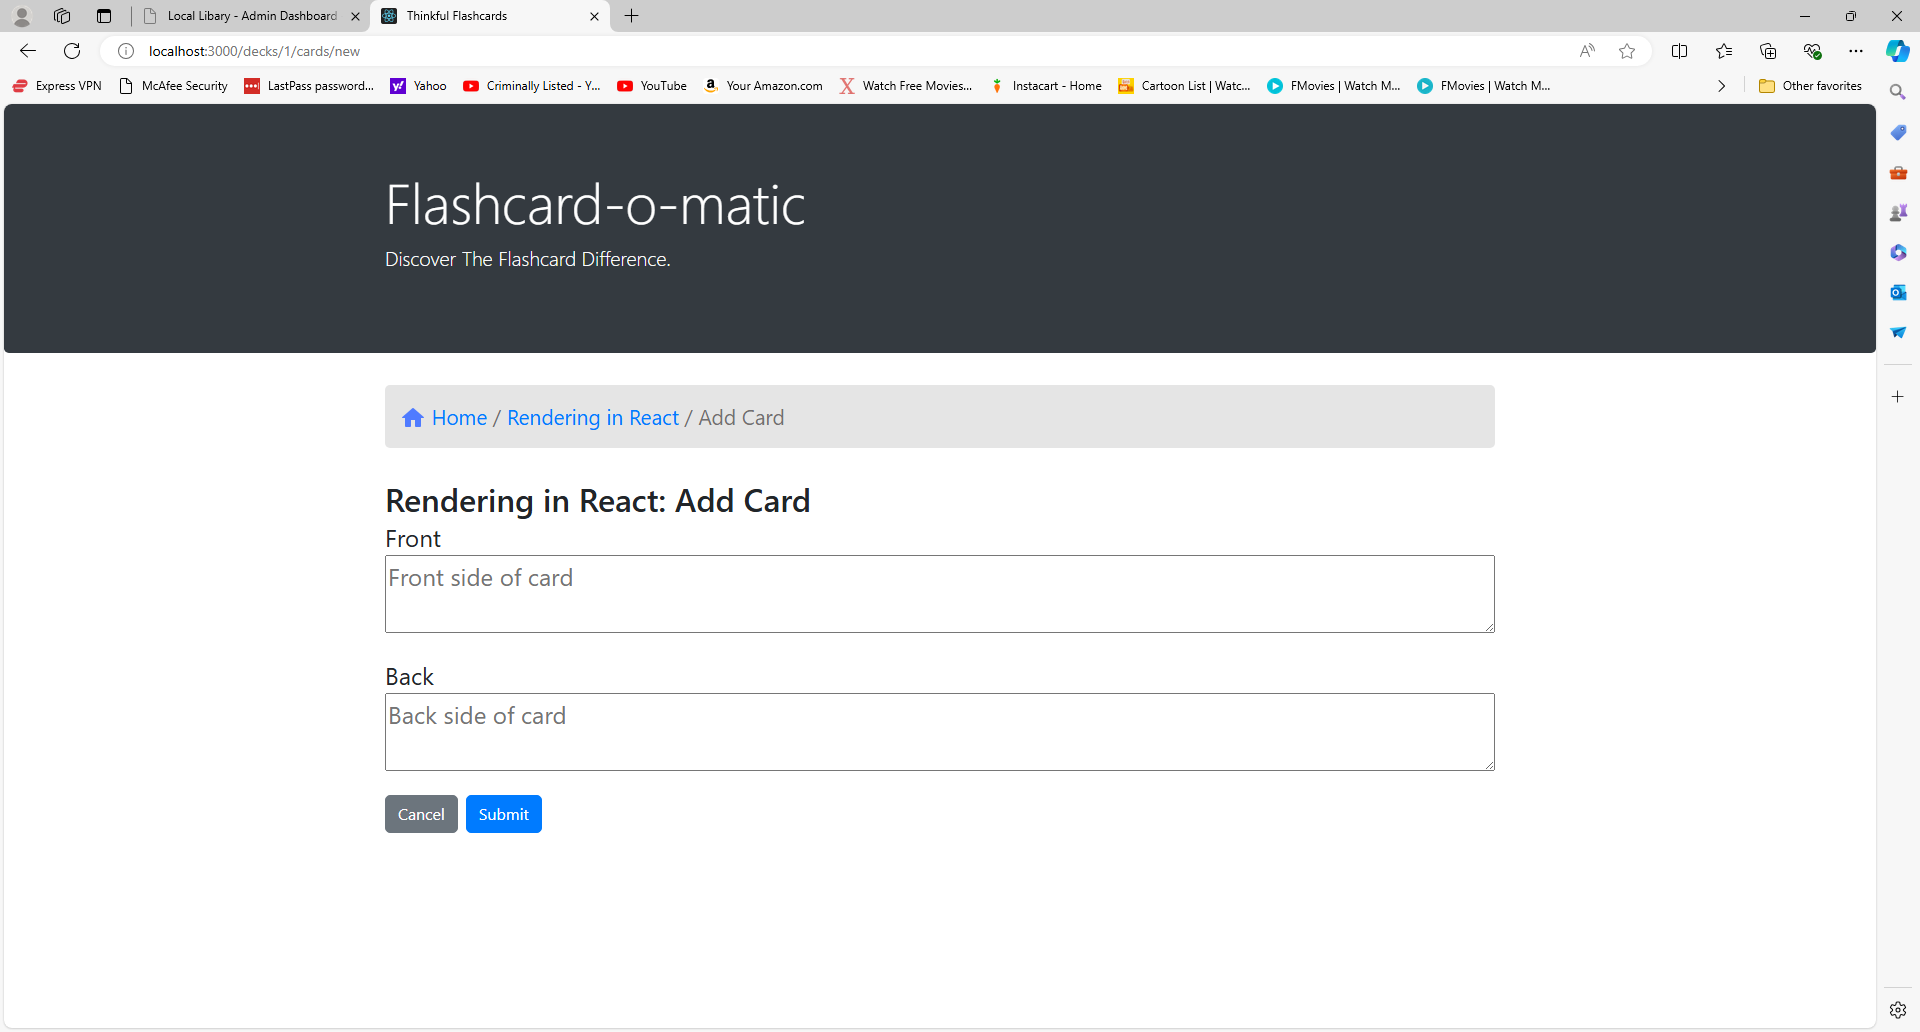 Local Libary - Admin Dashboard
Thinkful Flashcards
localhost:3000/decks/1/cards/new
Express VPN
McAfee Security
LastPass password...
Yahoo
Criminally Listed - Y...
YouTube
Your Amazon.com
Watch Free Movies...
Instacart - Home
Cartoon List | Watc...
FMovies | Watch M...
FMovies | Watch M...
Other favorites
Flashcard-o-matic
Discover The Flashcard Difference.
Home / Rendering in React / Add Card
Rendering in React: Add Card
Front
Front side of card
Back
Back side of card
Cancel
Submit